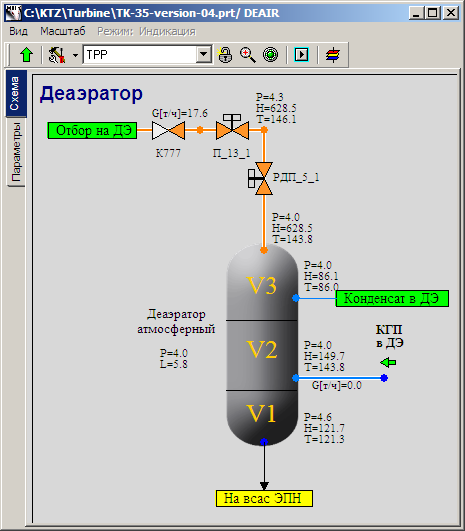 C:\KTZ\Turbine\TK-35-version-04.prt/ DEAIR
Вид Масштаб Режим: Индикация
TPP
Схема
Параметры
Деаэратор
P=4.3
H=628.5
T=146.1
G[т/ч]=17.6
Отбор на ДЭ
К777
П_13_1
РДП_5_1
P=4.0
H=628.5
T=143.8
V3
P=4.0
H=86.1
T=86.0
Конденсат в ДЭ
Деаэратор
атмосферный
P=4.0
L=5.8
V2
P=4.0
H=149.7
T=143.8
КГП
в ДЭ
G[т/ч]=0.0
V1
P=4.6
H=121.7
T=121.3
На всас ЭПН